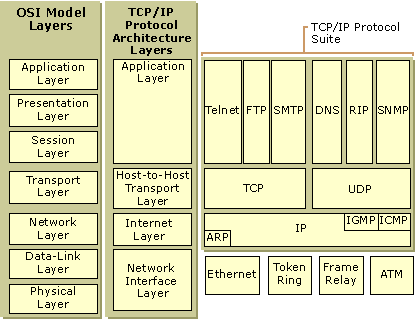 OSI Model
Layers
TCP/IP
Protocol
Architecture
Layers
TCP/IP Protocol
Suite
Application
Layer
Presentation
Layer
Session
Layer
Transport
Layer
Network
Layer
Data-Link
Layer
Physical
Layer
Application
Layer
Host-to-Host
Transport
Layer
Internet
Layer
Network
Interface
Layer
Telnet
FTP
SMTP
DNS
RIP
SNMP
TCP
UDP
IP
IGMP
ICMP
ARP
Ethernet
Token
Ring
Frame
Relay
ATM